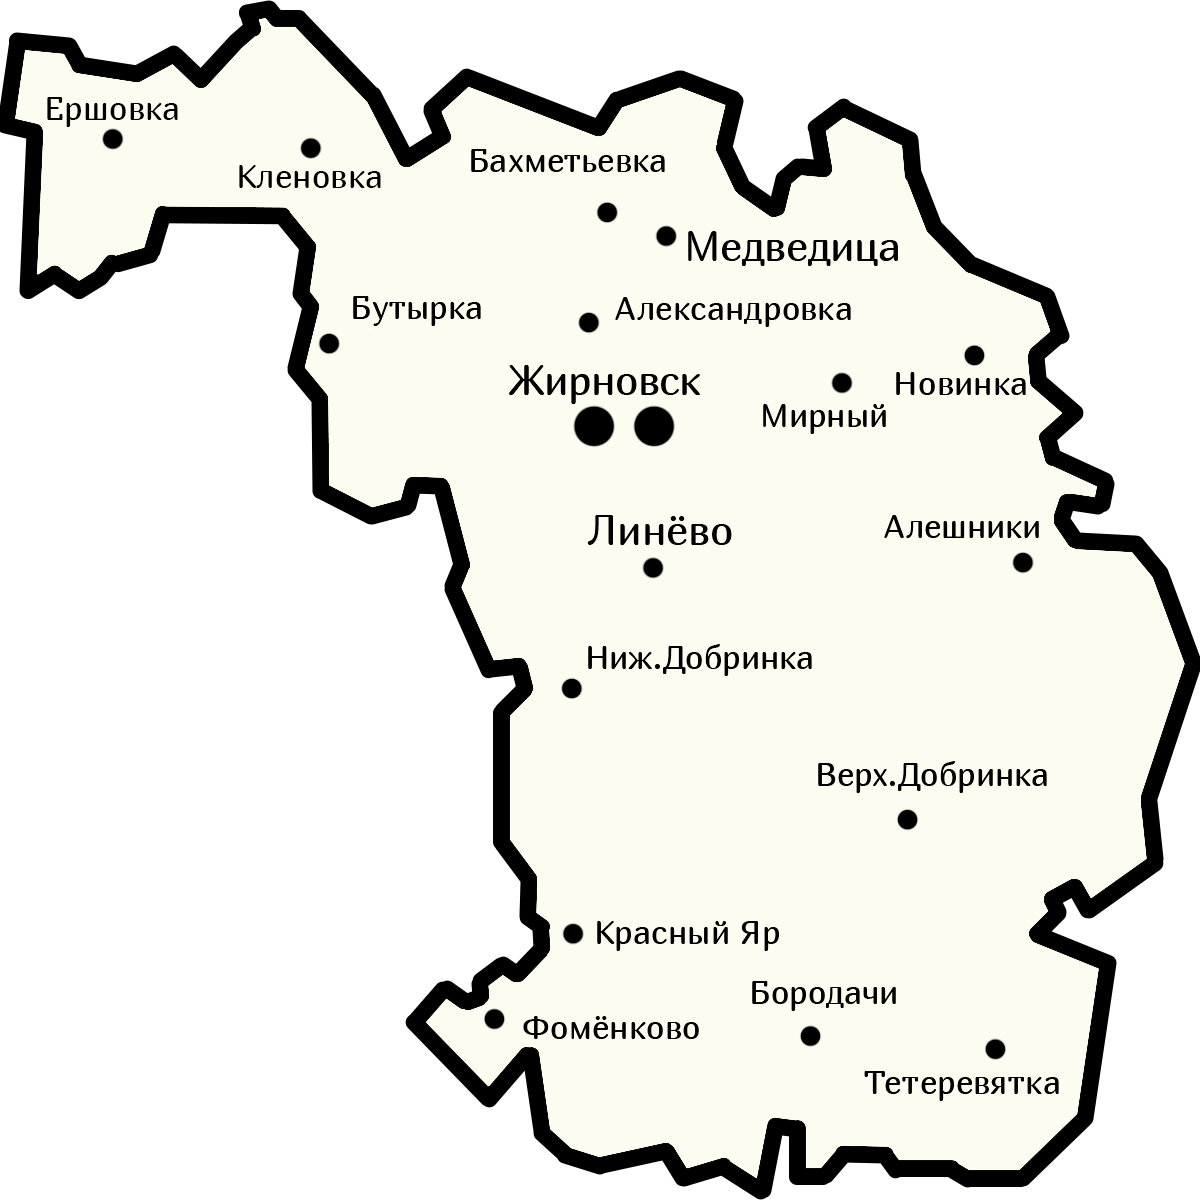 Ершовка
Кленовка
Бахметьевка
Медведица
Бутырка
Александровка
Жирновск
Новинка
Мирный
Линёво
Алешники
Ниж.Добринка
Верх.Добринка
Красный Яр
Бородачи
Фомёнково
Тетеревятка